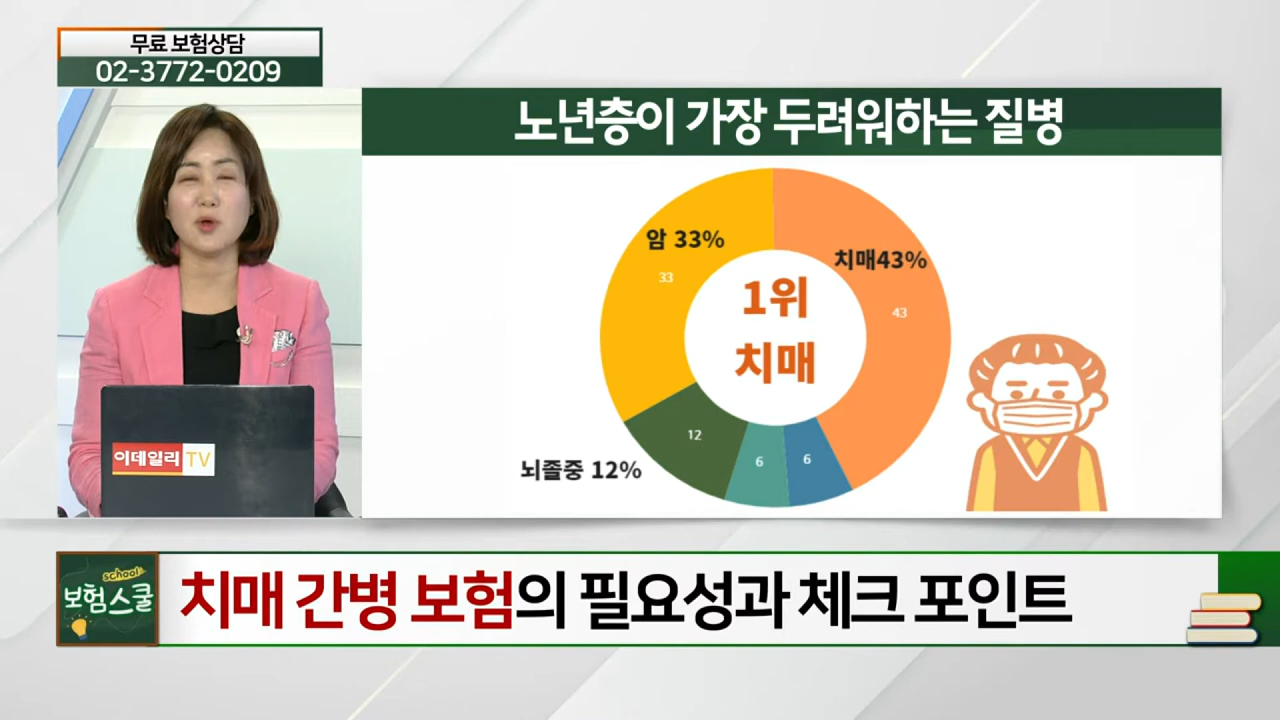 무료 보험상담
02-3772-0209
노년층이 가장 두려워하는 질병
암 33%
33
치매43%
43
1위
치매
12
뇌졸중 12%
6
6
이데일리TV
school
보험스쿨
치매 간병 보험의 필요성과 체크 포인트